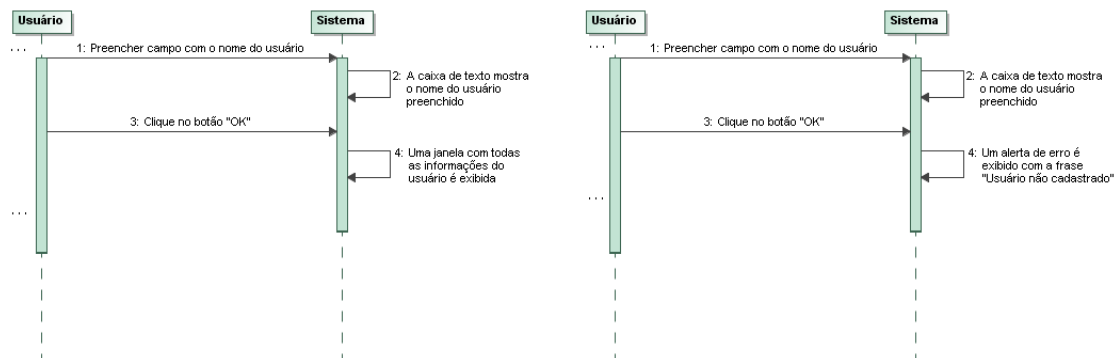 Usuário
Sistema
...
1: Preencher campo com o nome do usuário
2: A caixa de texto mostra
o nome do usuário
preenchido
3: Clique no botão "OK"
4: Uma janela com todas
as informações do
usuário é exibida
...
Usuário
Sistema
...
1: Preencher campo com o nome do usuário
2: A caixa de texto mostra
o nome do usuário
preenchido
3: Clique no botão "OK"
4: Um alerta de erro é
exibido com a frase
"Usuário não cadastrado"
...